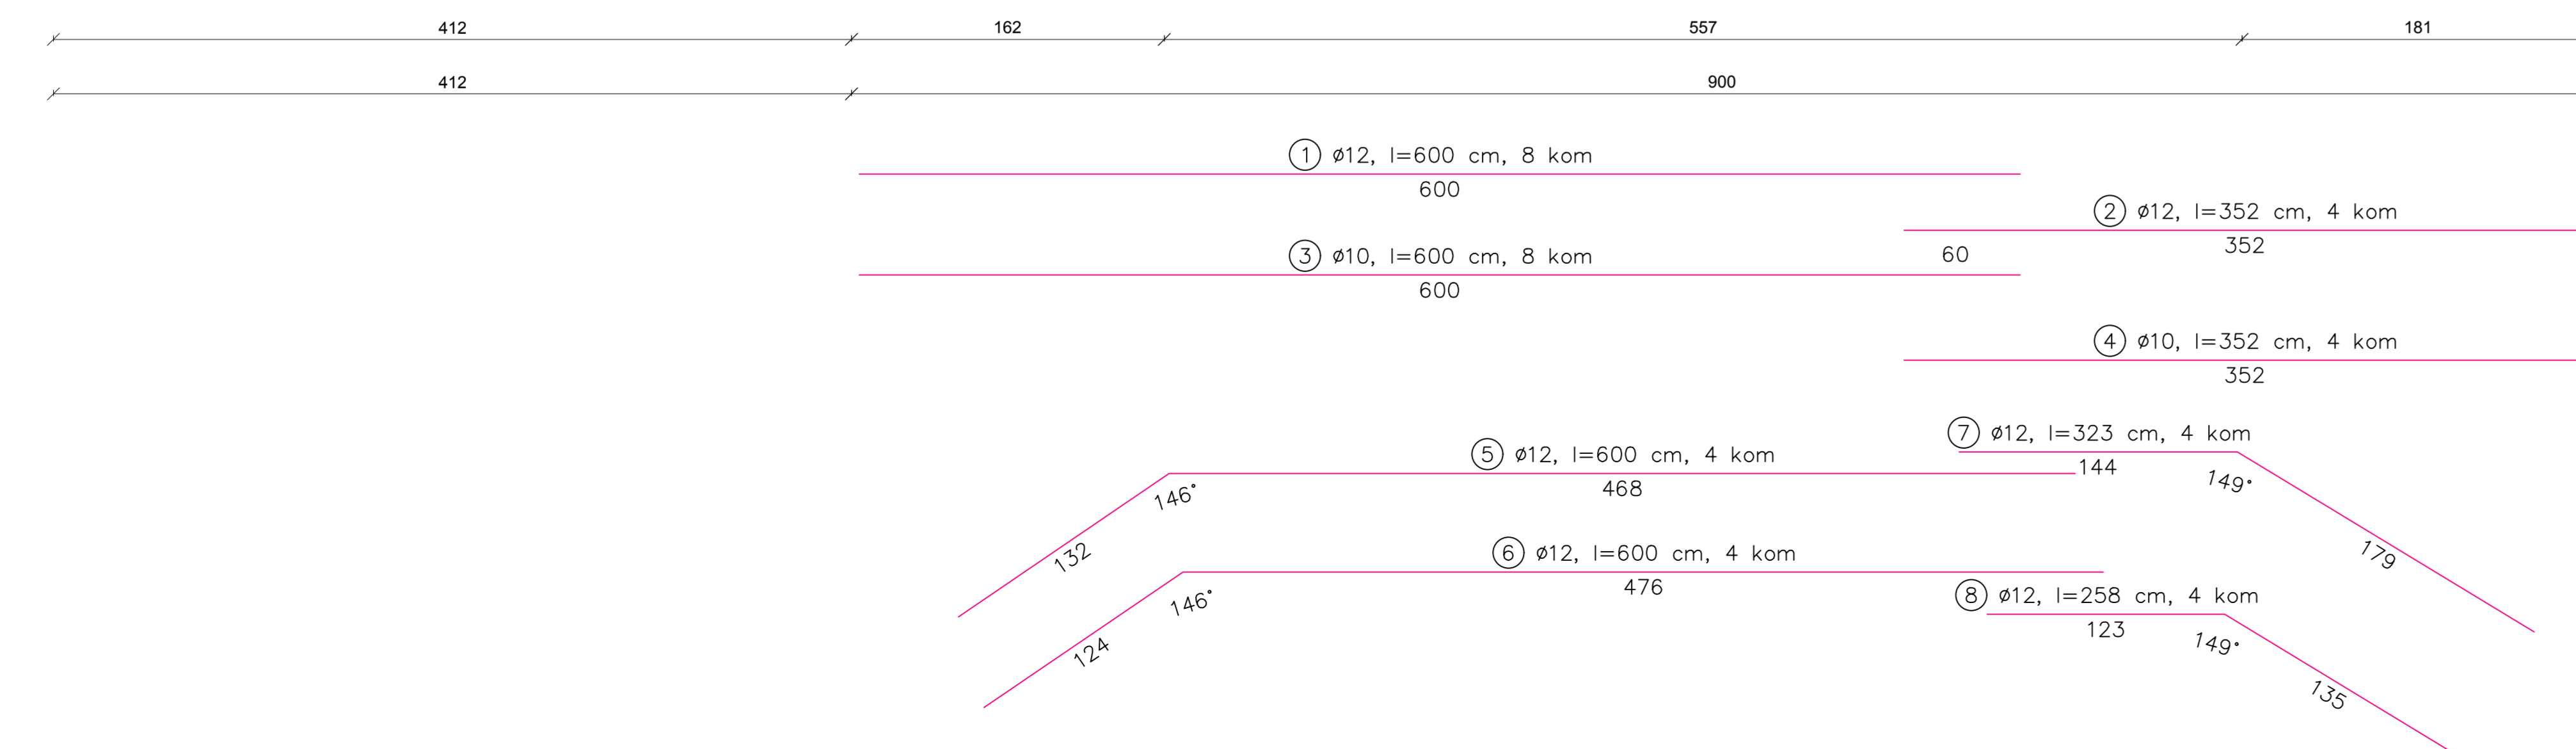 412 162 557 181
412 900
1 ø12, l=600 cm, 8 kom
600
2 ø12, l=352 cm, 4 kom
352
3 ø10, l=600 cm, 8 kom
60
600
4 ø10, l=352 cm, 4 kom
352
7 ø12, l=323 cm, 4 kom
144
149°
179
5 ø12, l=600 cm, 4 kom
468
146°
132
6 ø12, l=600 cm, 4 kom
476
146°
124
8 ø12, l=258 cm, 4 kom
123
149°
135